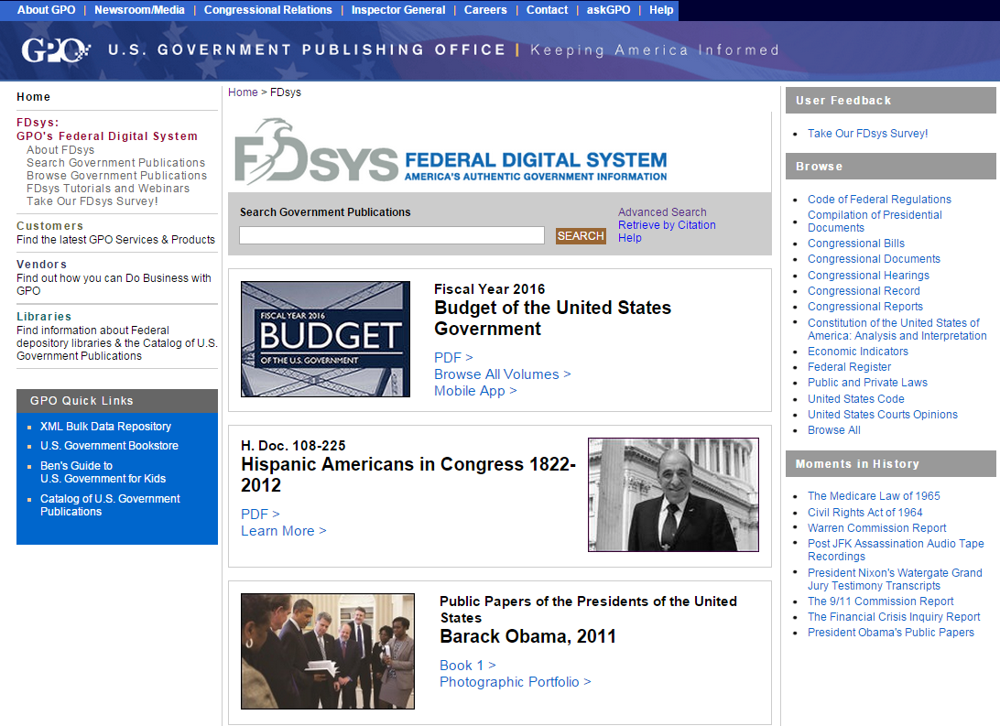 About GPO | Newsroom/Media | Congressional Relations | Inspector General | Careers | Contact | askGPO | Help
GPO U.S. GOVERNMENT PUBLISHING OFFICE | Keeping America Informed
Home
FDsys:
GPO's Federal Digital System
About FDsys
Search Government Publications
Browse Government Publications
FDsys Tutorials and Webinars
Take Our FDsys Survey!
Customers
Find the latest GPO Services & Products
Vendors
Find out how you can Do Business with
GPO
Libraries
Find information about Federal
depository libraries & the Catalog of U.S.
Government Publications
GPO Quick Links
XML Bulk Data Repository
U.S. Government Bookstore
Ben's Guide to
U.S. Government for Kids
Catalog of U.S. Government
Publications
Home > FDsys
FDsys FEDERAL DIGITAL SYSTEM
AMERICA'S AUTHENTIC GOVERNMENT INFORMATION
Search Government Publications
SEARCH
Advanced Search
Retrieve by Citation
Help
FISCAL YEAR 2016
BUDGET
OF THE U.S. GOVERNMENT
Fiscal Year 2016
Budget of the United States
Government
PDF >
Browse All Volumes >
Mobile App >
H. Doc. 108-225
Hispanic Americans in Congress 1822-
2012
PDF >
Learn More >
Public Papers of the Presidents of the United
States
Barack Obama, 2011
Book 1 >
Photographic Portfolio >
User Feedback
Take Our FDsys Survey!
Browse
Code of Federal Regulations
Compilation of Presidential
Documents
Congressional Bills
Congressional Documents
Congressional Hearings
Congressional Record
Congressional Reports
Constitution of the United States of
America: Analysis and Interpretation
Economic Indicators
Federal Register
Public and Private Laws
United States Code
United States Courts Opinions
Browse All
Moments in History
The Medicare Law of 1965
Civil Rights Act of 1964
Warren Commission Report
Post JFK Assassination Audio Tape
Recordings
President Nixon's Watergate Grand
Jury Testimony Transcripts
The 9/11 Commission Report
The Financial Crisis Inquiry Report
President Obama's Public Papers